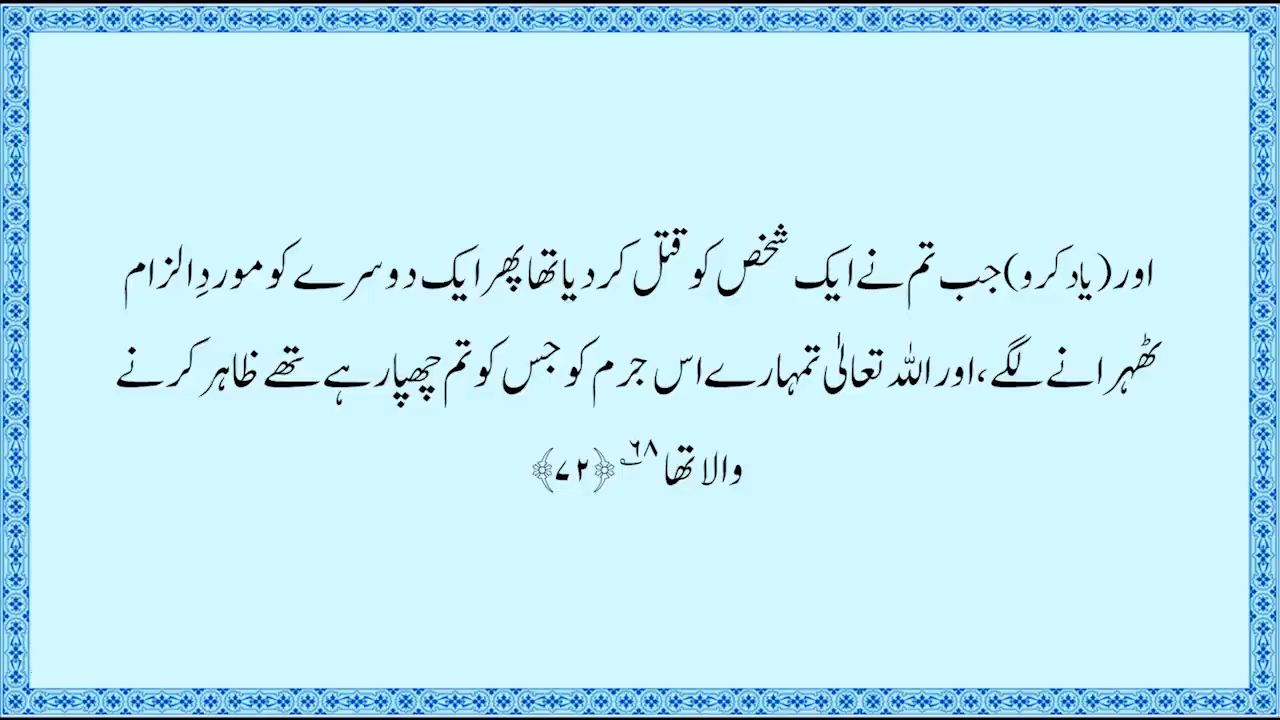 اور (یاد کرو) جب تم نے ایک شخص کو قتل کر دیا تھا پھر ایک دوسرے کو موردِ الزام
ٹھہرانے لگے، اور اللہ تعالیٰ تمہارے اس جرم کو جس کو تم چھپا رہے تھے ظاہر کرنے
والا تھا ۶۸؂ ﴿۷۲﴾